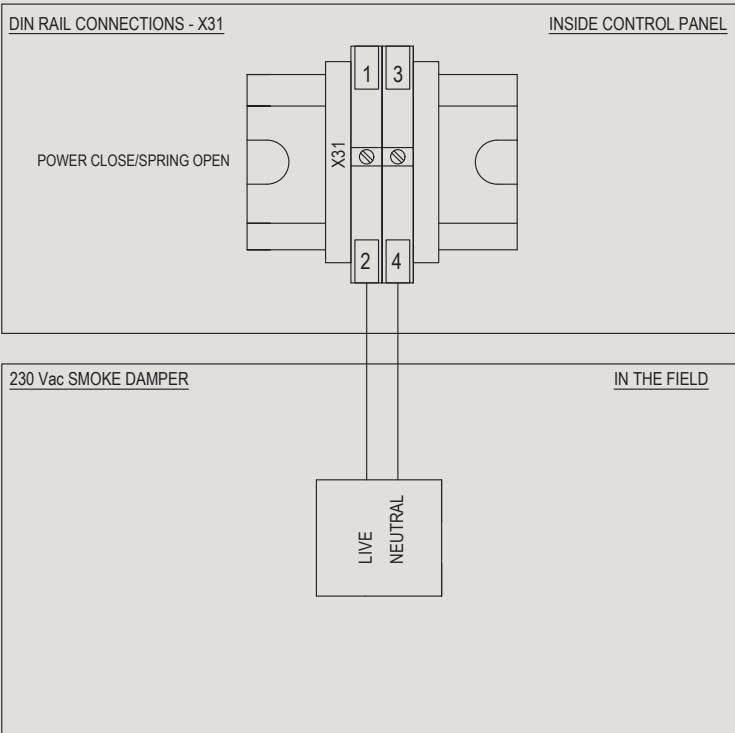 DIN RAIL CONNECTIONS - X31
INSIDE CONTROL PANEL
1 3
POWER CLOSE/SPRING OPEN
X31
2 4
230 Vac SMOKE DAMPER
IN THE FIELD
LIVE
NEUTRAL